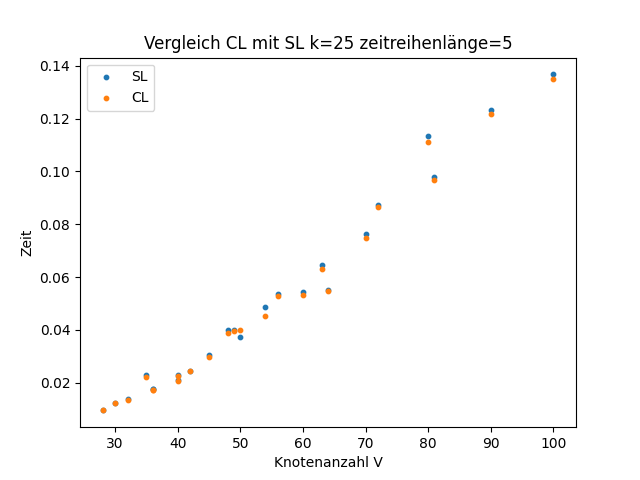 Vergleich CL mit SL k=25 zeitreihenlänge=5
SL
CL
0.14
0.12
0.10
0.08
0.06
0.04
0.02
Zeit
30 40 50 60 70 80 90 100
Knotenanzahl V